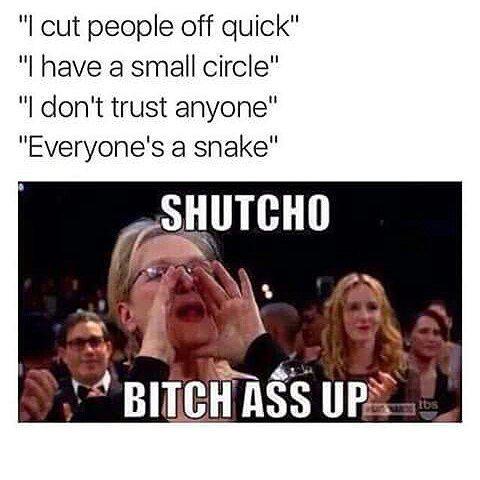 "I cut people off quick"
"I have a small circle"
"I don't trust anyone"
"Everyone's a snake"
SHUTCHO
BITCH ASS UP
tbs